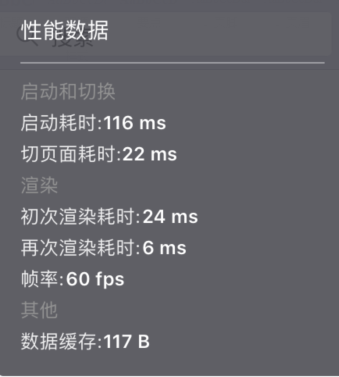 性能数据
启动和切换
启动耗时:116 ms
切页面耗时:22 ms
渲染
初次渲染耗时:24 ms
再次渲染耗时:6 ms
帧率:60 fps
其他
数据缓存:117 B